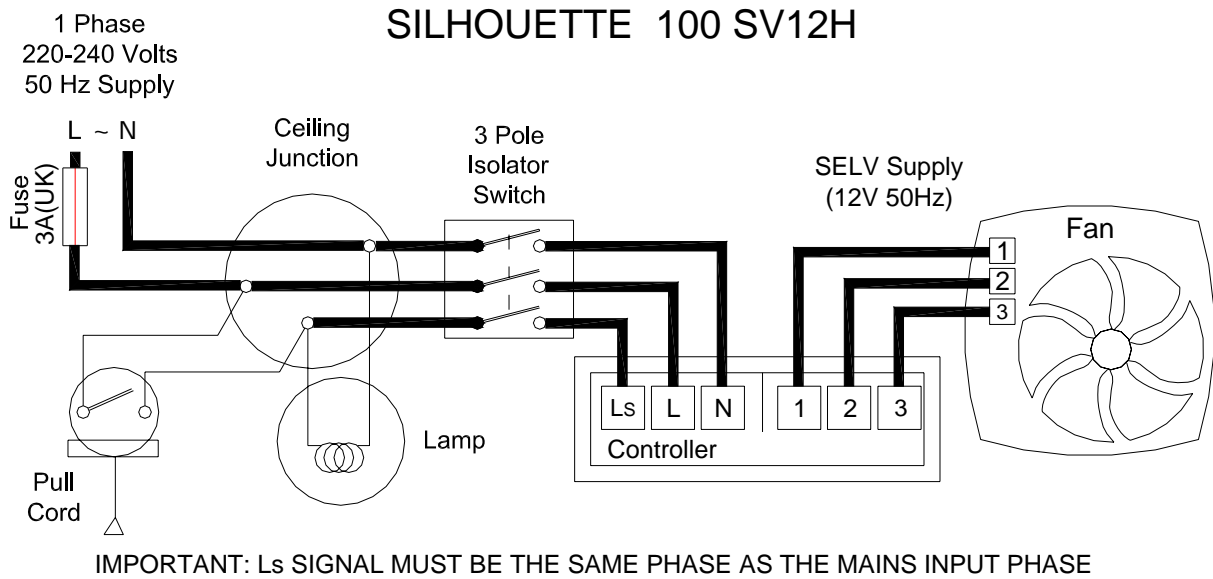 SILHOUETTE 100 SV12H
1 Phase
220-240 Volts
50 Hz Supply
L ~ N
Fuse
3A(UK)
Ceiling
Junction
3 Pole
Isolator
Switch
SELV Supply
(12V 50Hz)
Fan
1
2
3
Ls L N 1 2 3
Controller
Lamp
Pull
Cord
IMPORTANT: Ls SIGNAL MUST BE THE SAME PHASE AS THE MAINS INPUT PHASE